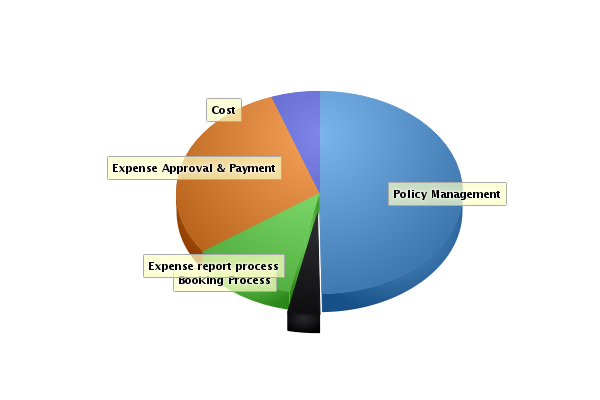 Cost
Expense Approval & Payment
Policy Management
Expense report process
Booking Process